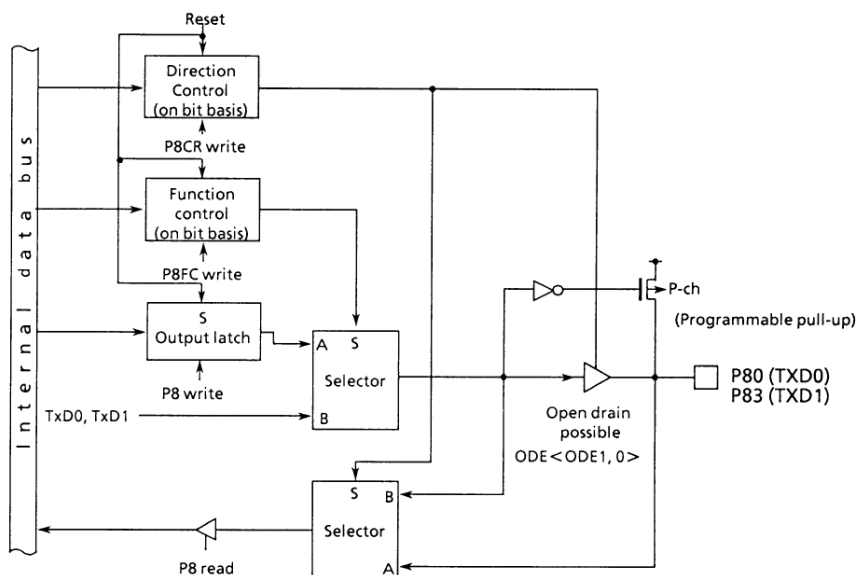 Reset
Direction
Control
(on bit basis)
P8CR write
Function
control
(on bit basis)
P8FC write
Internal data bus
S
Output latch
P8 write
TxD0, TxD1
A
S
Selector
B
P-ch
(Programmable pull-up)
P80 (TXD0)
P83 (TXD1)
Open drain
possible
ODE<ODE1, 0>
S
B
Selector
A
P8 read